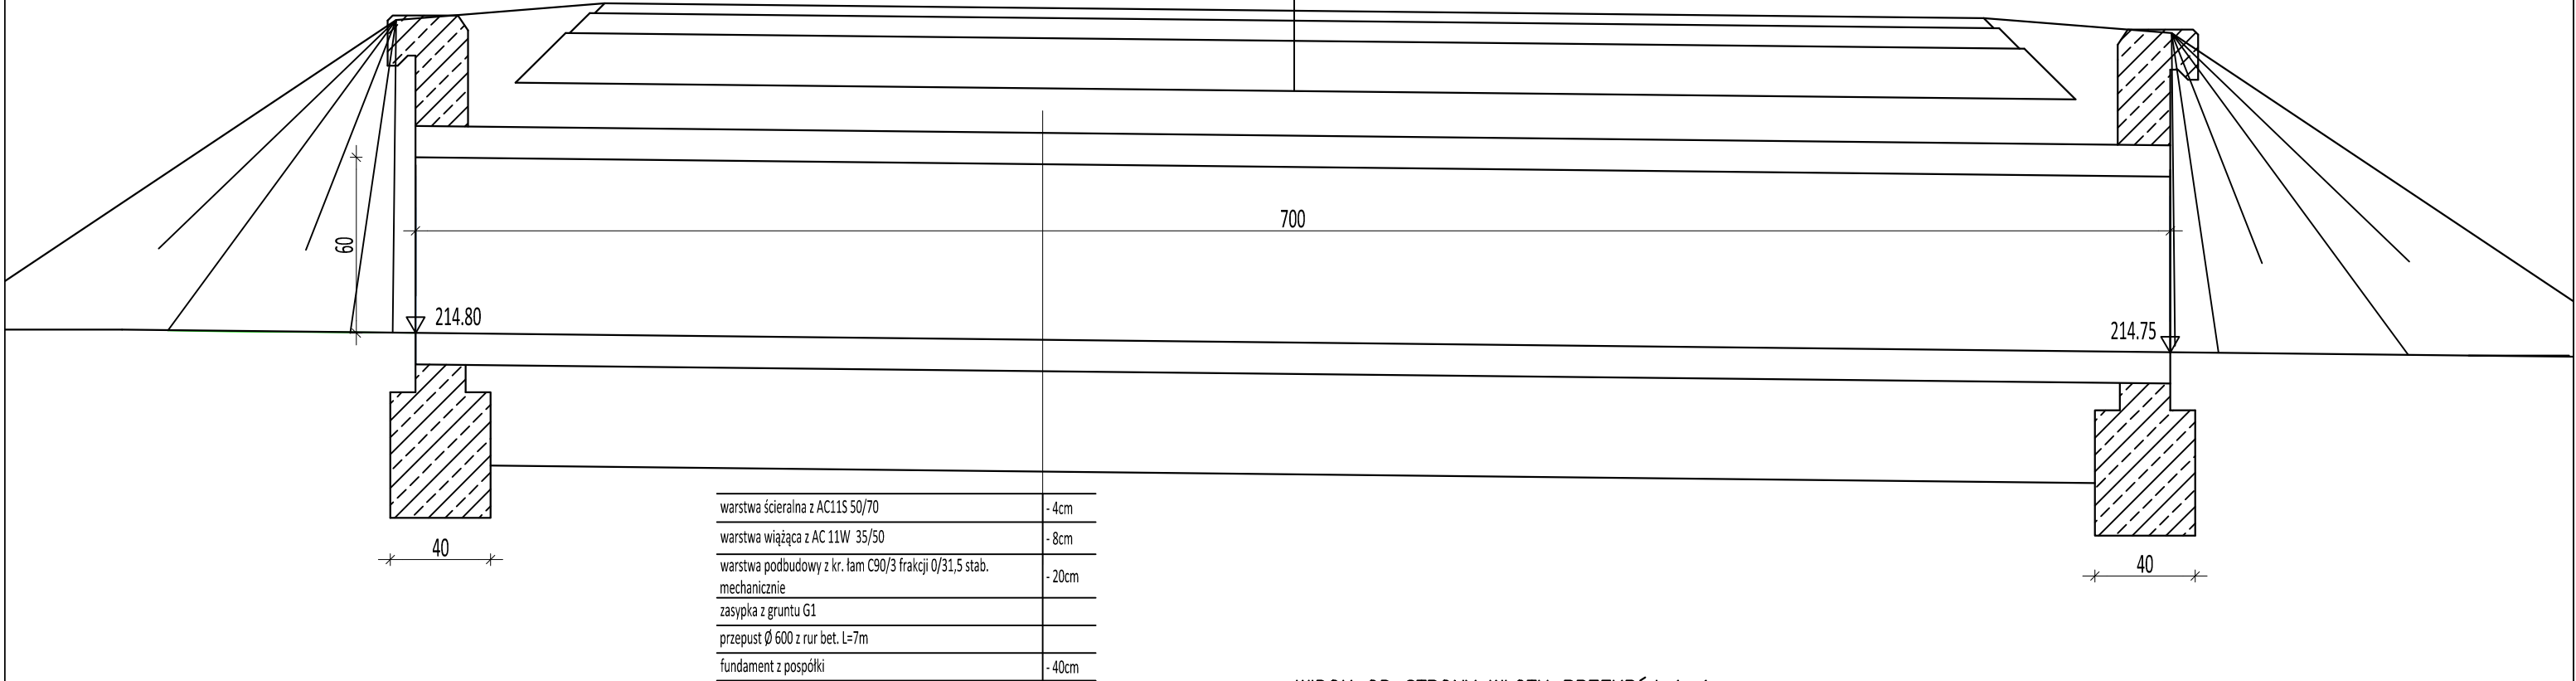 700
60
214.80
214.75
warstwa ścieralna z AC11S 50/70 - 4cm
warstwa wiążąca z AC 11W 35/50 - 8cm
warstwa podbudowy z kr. łam C90/3 frakcji 0/31,5 stab.
mechanicznie - 20cm
zasypka z gruntu G1
przepust Ø 600 z rur bet. L=7m
fundament z pospółki - 40cm
40
40